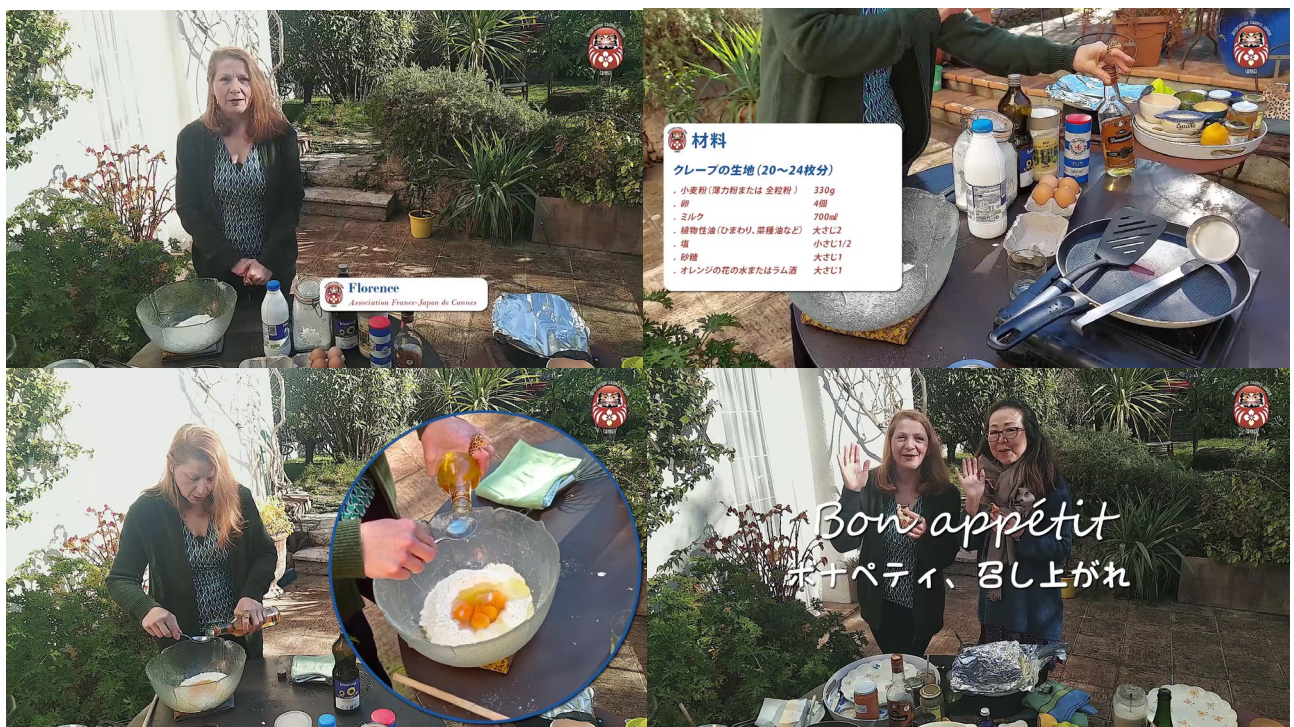 Florence
Association France-Japon de Cannes
材料
クレープの生地(20〜24枚分)
. 小麦粉(薄力粉または 全粒粉 ) 330g
. 卵 4個
. ミルク 700㎖
. 植物性油(ひまわり、菜種油など) 大さじ2
. 塩 小さじ1/2
. 砂糖 大さじ1
. オレンジの花の水またはラム酒 大さじ1
Bon appétit
ボナペティ、召し上がれ